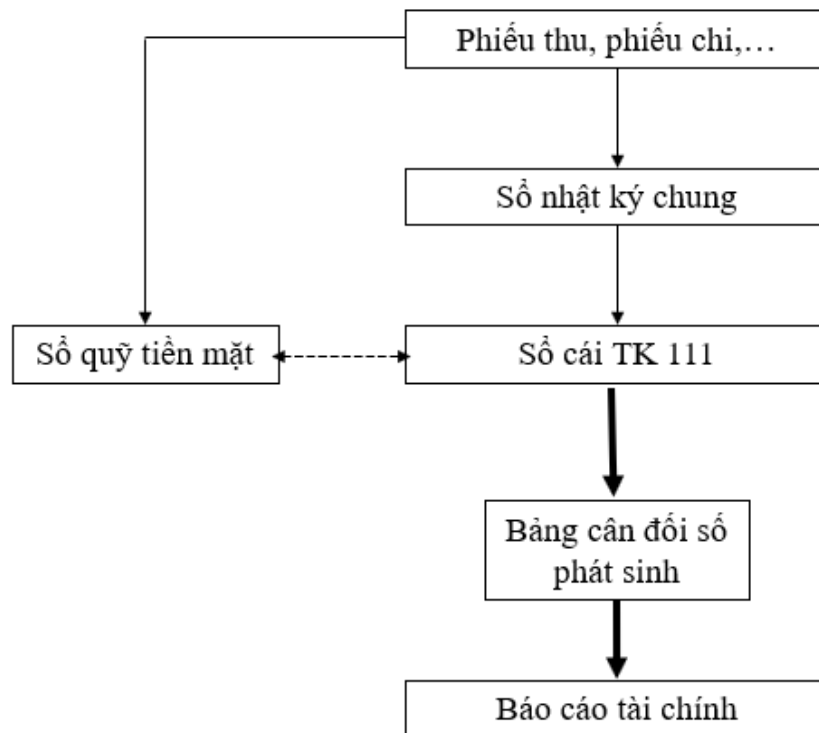 Phiếu thu, phiếu chi,…
Sổ nhật ký chung
Sổ quỹ tiền mặt
Sổ cái TK 111
Bảng cân đối số
phát sinh
Báo cáo tài chính